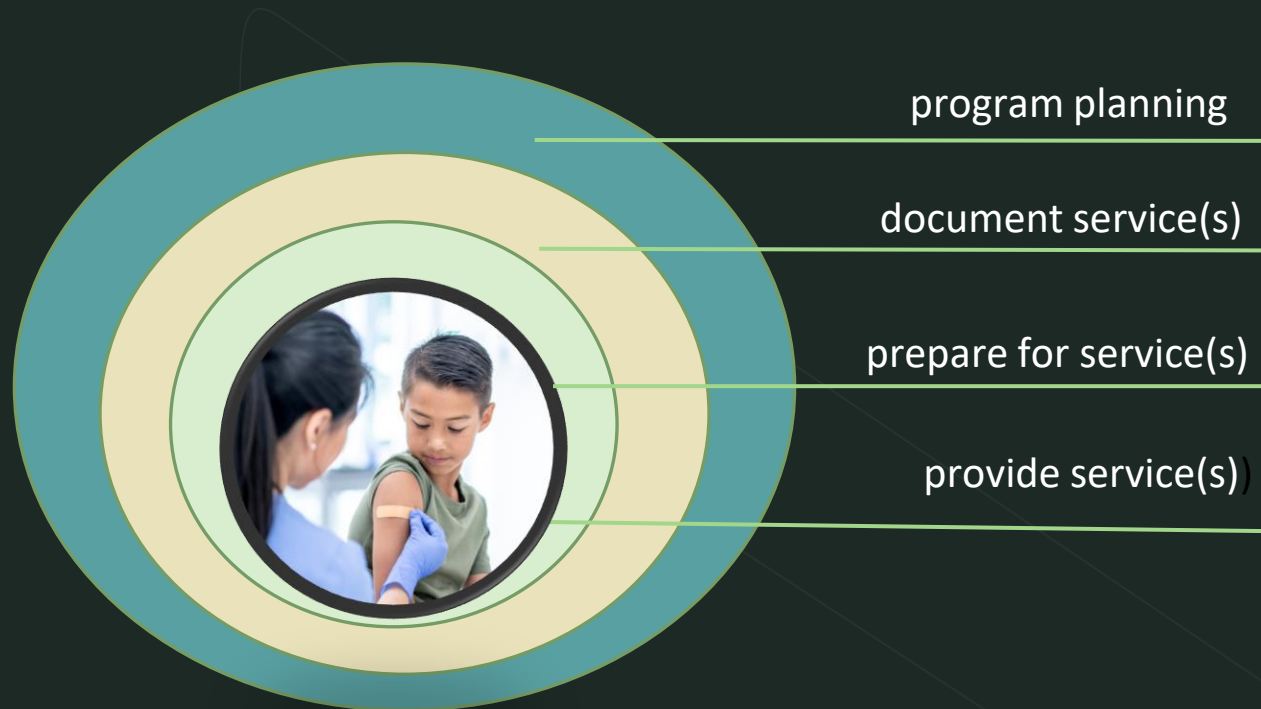 program planning
document service(s)
prepare for service(s)
provide service(s))